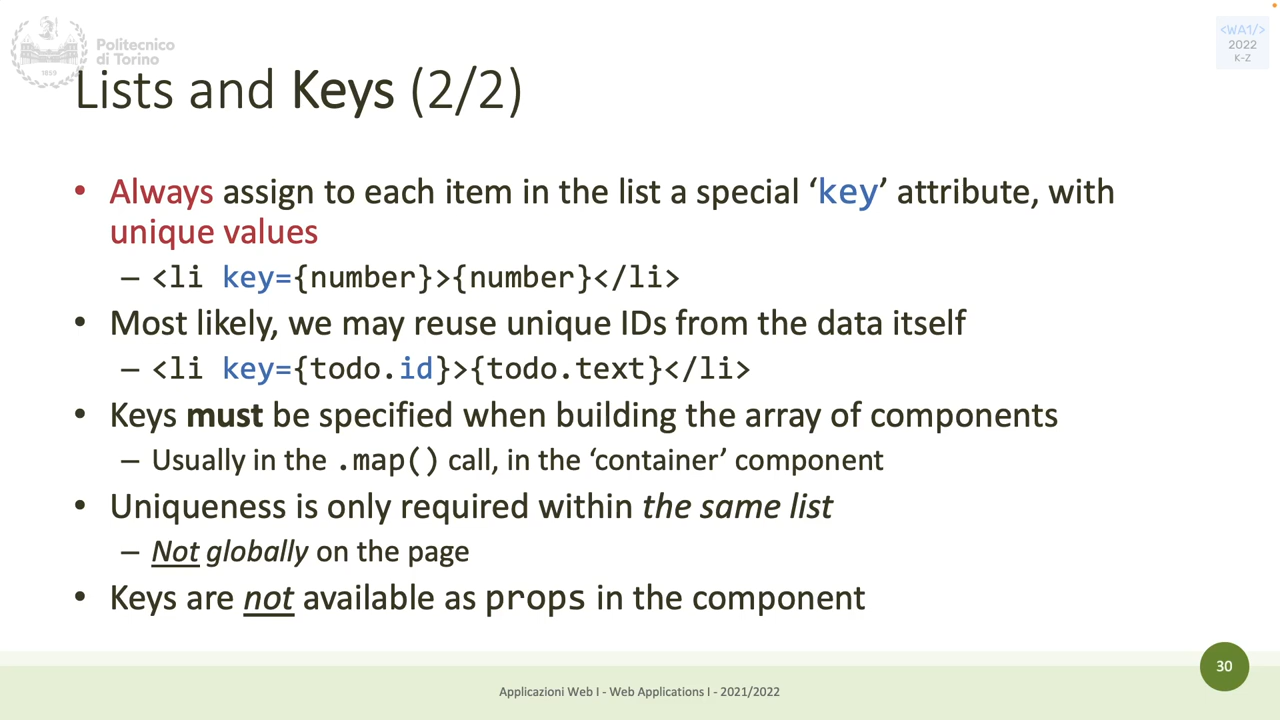 Politecnico
di Torino
1859
<WA1/>
2022
K-Z
Lists and Keys (2/2)
• Always assign to each item in the list a special ‘key’ attribute, with
unique values
– <li key={number}>{number}</li>
• Most likely, we may reuse unique IDs from the data itself
– <li key={todo.id}>{todo.text}</li>
• Keys must be specified when building the array of components
– Usually in the .map() call, in the ‘container’ component
• Uniqueness is only required within the same list
– Not globally on the page
• Keys are not available as props in the component
30
Applicazioni Web I - Web Applications I - 2021/2022